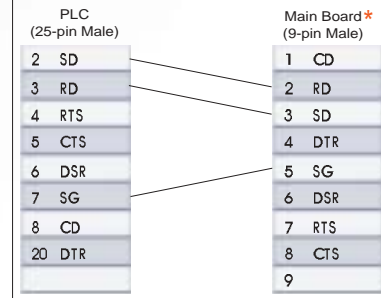 PLC
(25-pin Male)
2 SD
3 RD
4 RTS
5 CTS
6 DSR
7 SG
8 CD
20 DTR
Main Board*
(9-pin Male)
1 CD
2 RD
3 SD
4 DTR
5 SG
6 DSR
7 RTS
8 CTS
9